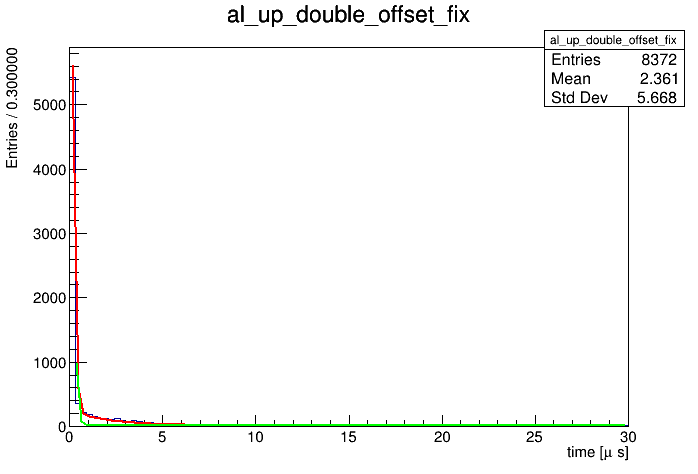 al_up_double_offset_fix
al_up_double_offset_fix
Entries 8372
Mean 2.361
Std Dev 5.668
Entries / 0.300000
5000
4000
3000
2000
1000
0
0 5 10 15 20 25 30
time [μ s]